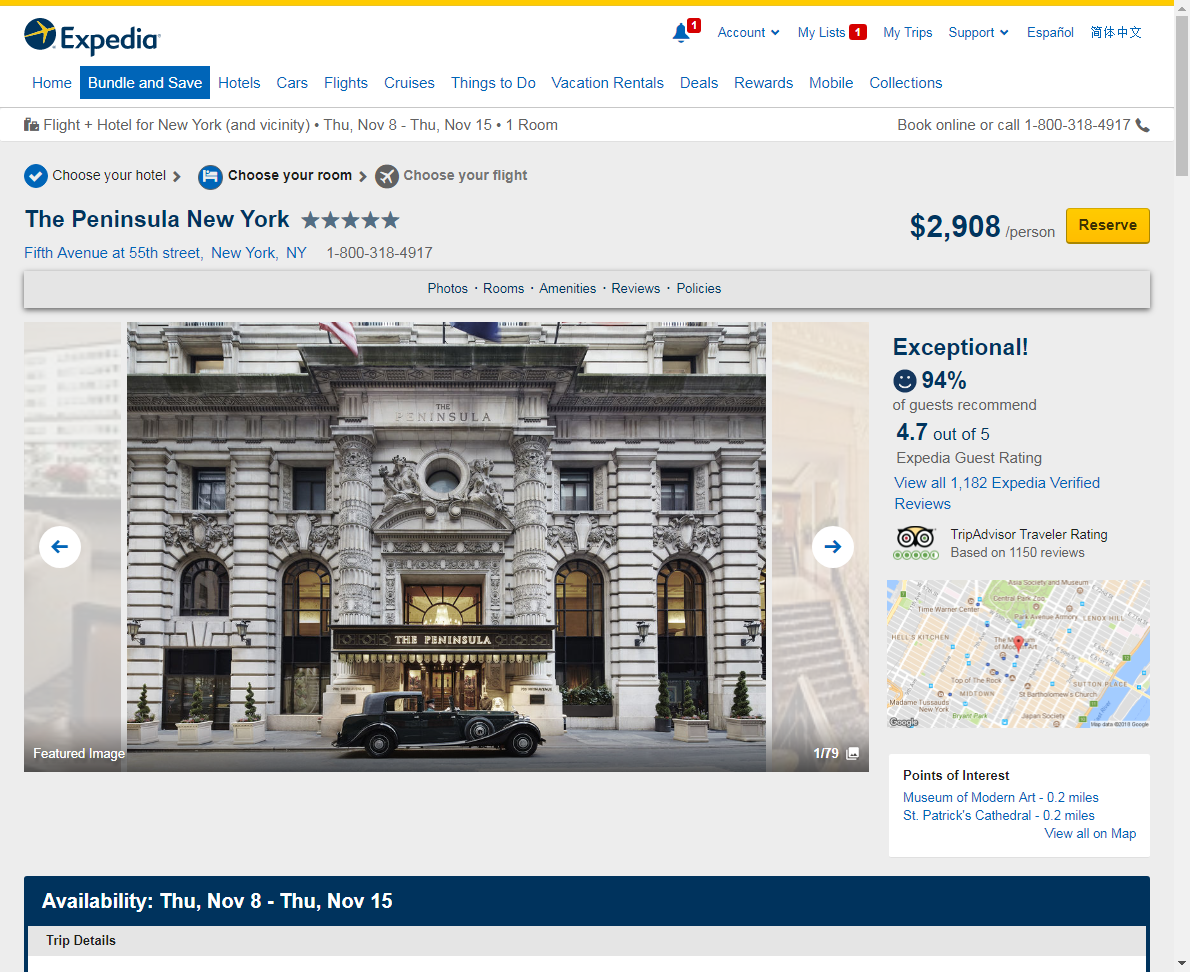 Expedia
1
Account
My Lists 1
My Trips
Support
Español
简体中文
Home
Bundle and Save
Hotels
Cars
Flights
Cruises
Things to Do
Vacation Rentals
Deals
Rewards
Mobile
Collections
Flight + Hotel for New York (and vicinity) • Thu, Nov 8 - Thu, Nov 15 • 1 Room
Book online or call 1-800-318-4917
Choose your hotel
Choose your room
Choose your flight
The Peninsula New York
$2,908 /person
Reserve
Fifth Avenue at 55th street, New York, NY 1-800-318-4917
Photos · Rooms · Amenities · Reviews · Policies
THE
PENINSULA
THE PENINSULA
Featured Image
1/79
Exceptional!
94%
of guests recommend
4.7 out of 5
Expedia Guest Rating
View all 1,182 Expedia Verified
Reviews
TripAdvisor Traveler Rating
Based on 1150 reviews
Asia Society and Museum
Central Park Zoo
Time Warner Center
Park Avenue Armory
LENOX HILL
HELL'S KITCHEN
The Museum
of Modern Art
Top of The Rock
SUTTON PLACE
MIDTOWN
St Bartholomew's Church
Madame Tussauds
New York
Bryant Park
Japan Society
Google
Map data ©2018 Google
Points of Interest
Museum of Modern Art - 0.2 miles
St. Patrick's Cathedral - 0.2 miles
View all on Map
Availability: Thu, Nov 8 - Thu, Nov 15
Trip Details